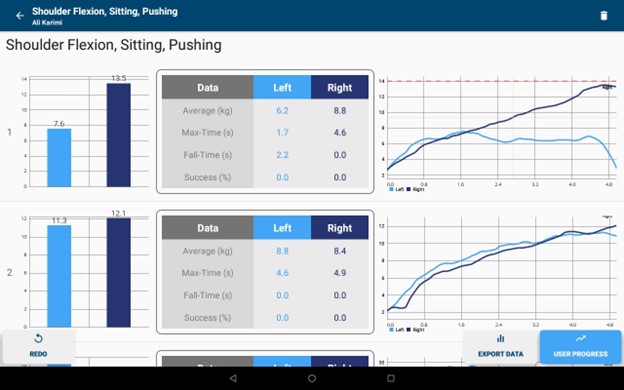 Shoulder Flexion, Sitting, Pushing
Ali Karimi
Shoulder Flexion, Sitting, Pushing
1
14
12
10
8
6
4
2
0
7.6
13.5
Data Left Right
Average (kg) 6.2 8.8
Max-Time (s) 1.7 4.6
Fall-Time (s) 2.2 0.0
Success (%) 0.0 0.0
14
12
10
8
6
4
2
0.0 0.8 1.6 2.4 3.2 4.0 4.8
Left Right
2
12
10
8
6
4
2
0
11.3
12.1
Data Left Right
Average (kg) 8.8 8.4
Max-Time (s) 4.6 4.9
Fall-Time (s) 0.0 0.0
Success (%) 0.0 0.0
14
12
10
8
6
4
2
0.0 0.8 1.6 2.4 3.2 4.0 4.8
Left Right
REDO
EXPORT DATA
USER PROGRESS
12
Data Left Right
30